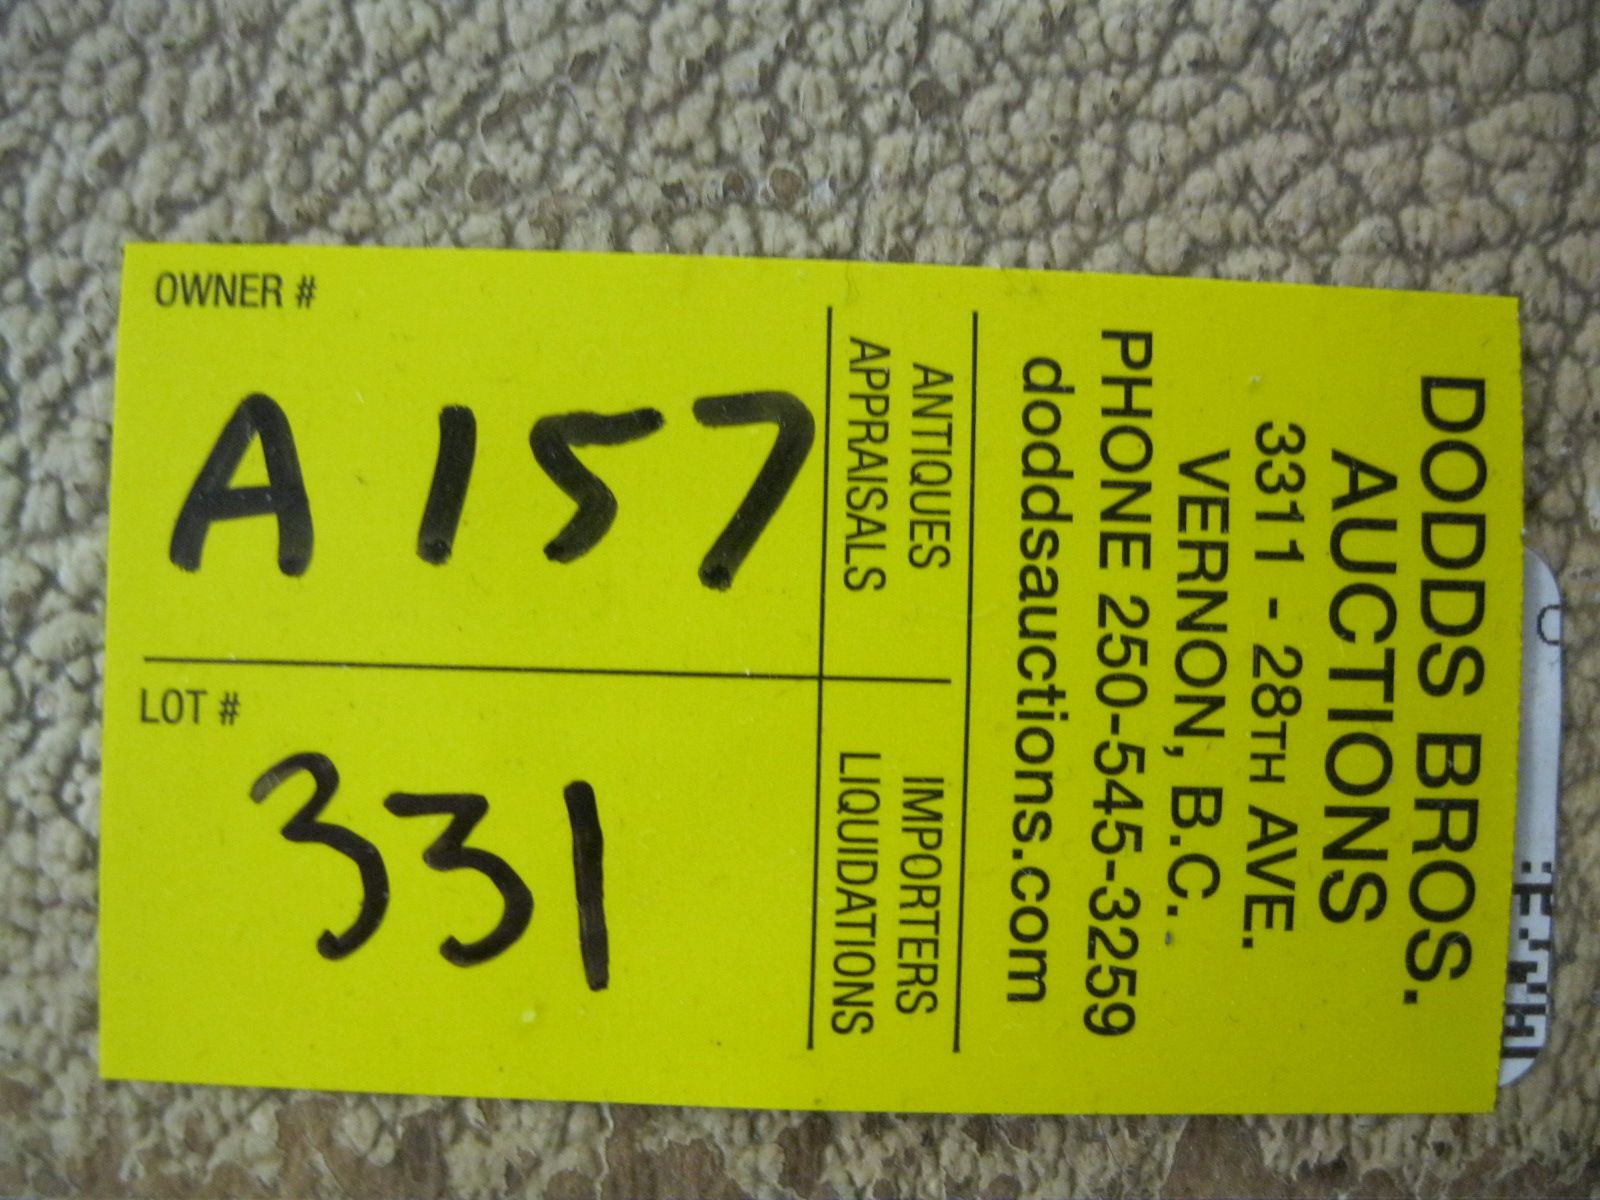 DODDS BROS.
AUCTIONS
3311 - 28TH AVE.
VERNON, B.C.
PHONE 250-545-3259
doddsauctions.com
ANTIQUES
APPRAISALS
IMPORTERS
LIQUIDATIONS
OWNER #
A 157
LOT #
331